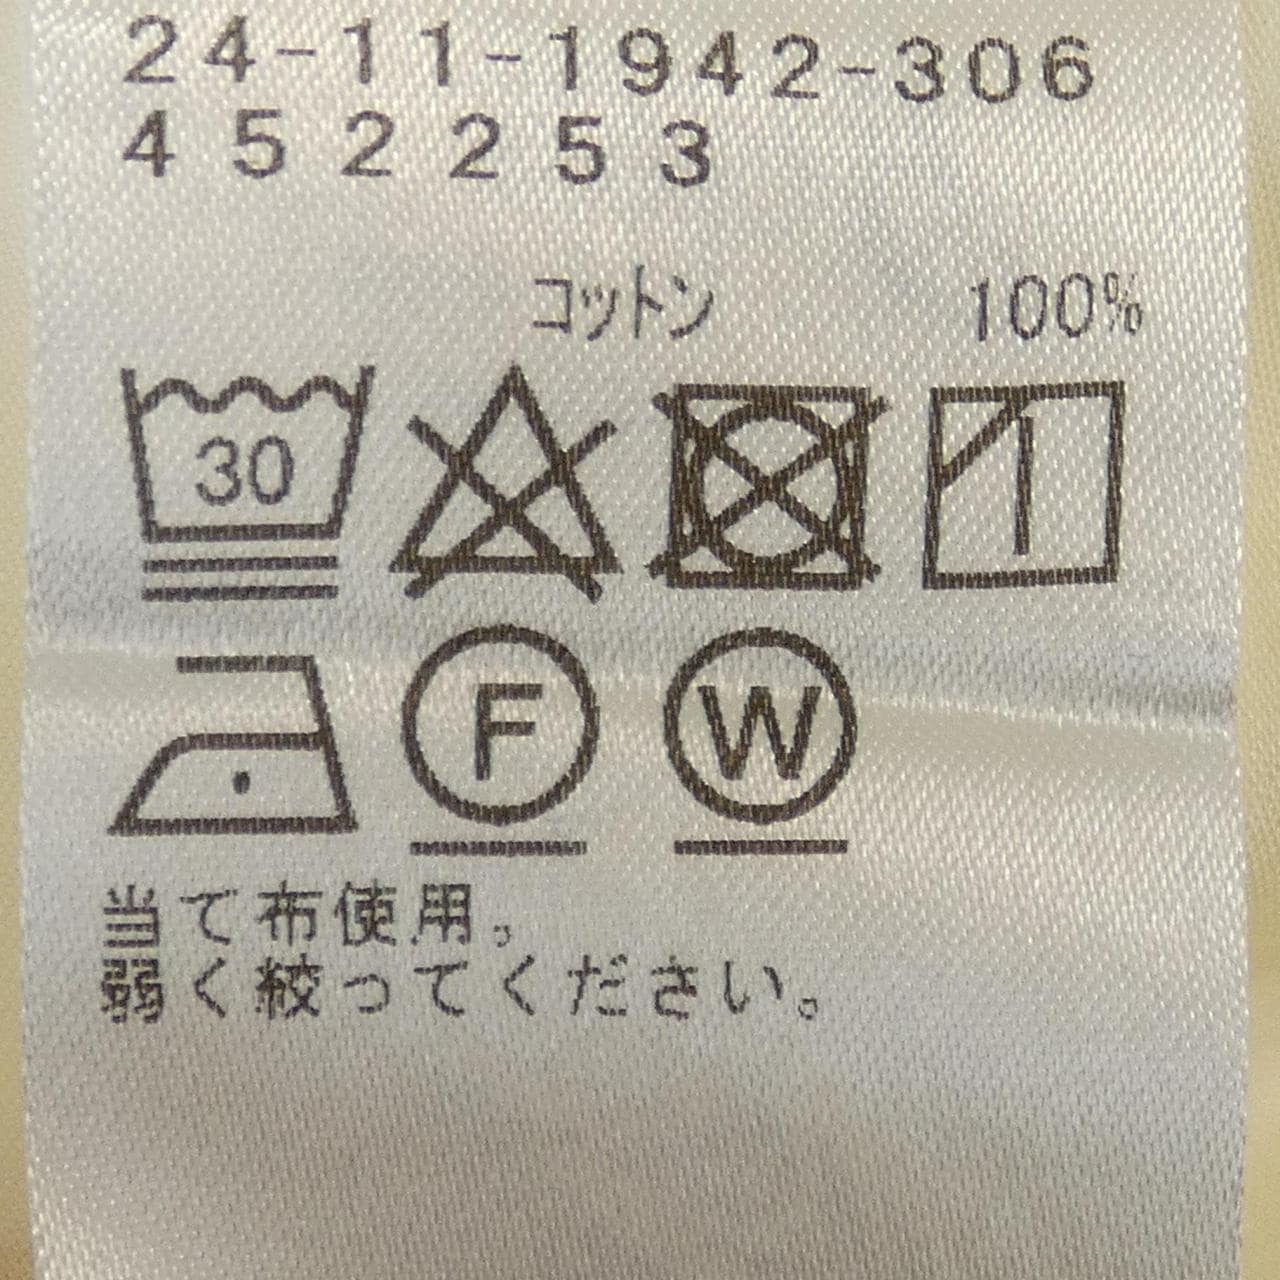 24-11-1942-306
452253
コットン 100%
30
F W
当て布使用。
弱く絞ってください。